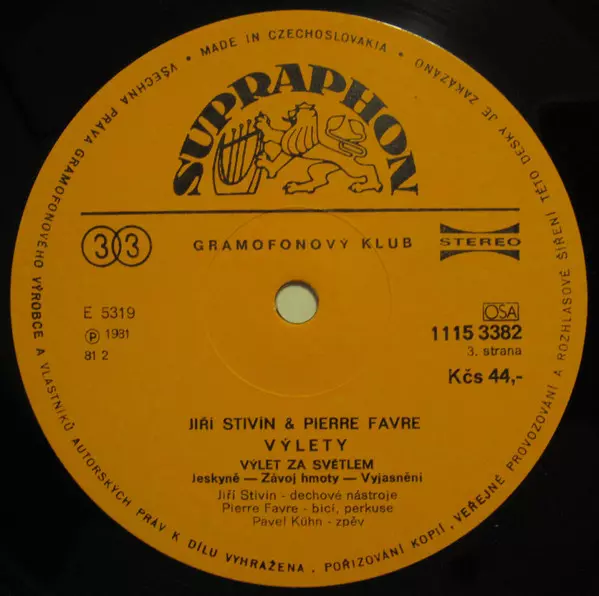 • MADE IN CZECHOSLOVAKIA •
VŠECHNA PRÁVA GRAMOFONOVÉHO VÝROBCE A VLASTNÍKŮ AUTORSKÝCH PRÁV K DÍLU VYHRAŽENA. POŘIZOVÁNÍ KOPIÍ, VEŘEJNÉ PROVOZOVÁNÍ A ROZHLASOVÉ ŠÍŘENÍ TÉTO DESKY JE ZAKÁZÁNO
SUPRAPHON
33
GRAMOFONOVÝ KLUB
STEREO
E 5319
Ⓟ 1981
81 2
OSA
1115 3382
3. strana
Kčs 44,-
JIŘÍ STIVÍN & PIERRE FAVRE
VÝLETY
VÝLET ZA SVĚTLEM
Jeskyně — Závoj hmoty — Vyjasnění
Jiří Stivín - dechové nástroje
Pierre Favre - bicí, perkuse
Pavel Kühn - zpěv